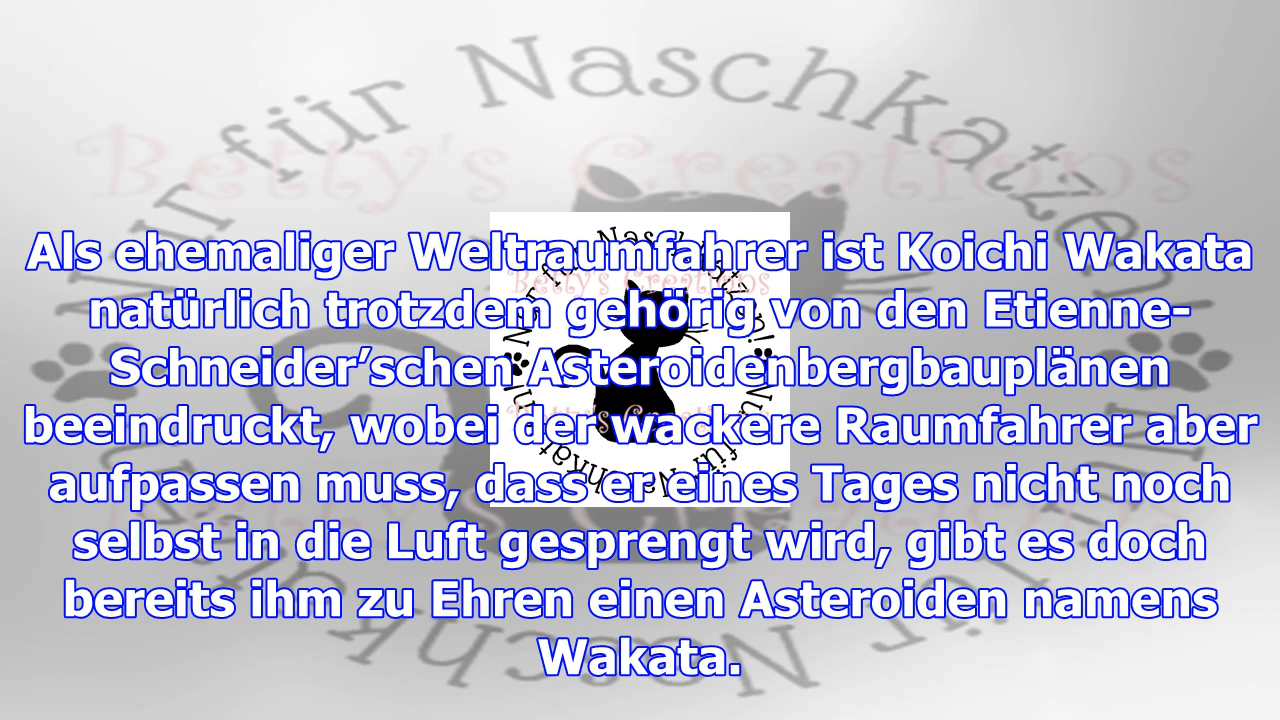 Nur für Naschkatzen!
Betty's Creations
Als ehemaliger Weltraumfahrer ist Koichi Wakata
natürlich trotzdem gehörig von den Etienne-
Schneider’schen Asteroidenbergbauplänen
beeindruckt, wobei der wackere Raumfahrer aber
aufpassen muss, dass er eines Tages nicht noch
selbst in die Luft gesprengt wird, gibt es doch
bereits ihm zu Ehren einen Asteroiden namens
Wakata.